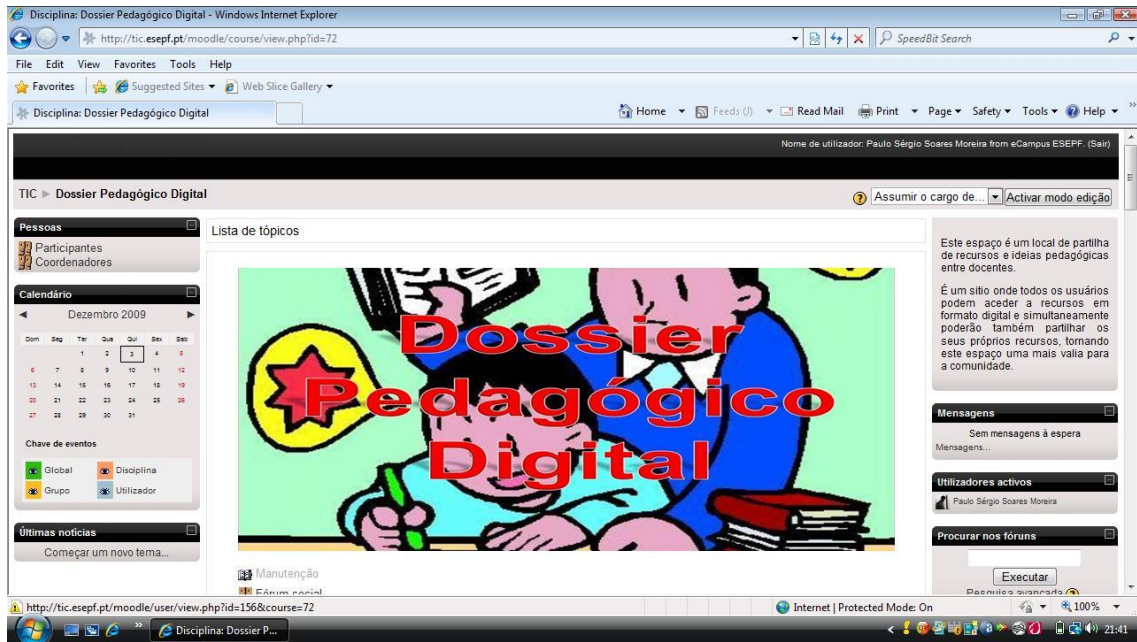 Disciplina: Dossier Pedagógico Digital - Windows Internet Explorer
http://tic.esepf.pt/moodle/course/view.php?id=72
SpeedBit Search
File Edit View Favorites Tools Help
Favorites Suggested Sites Web Slice Gallery
Disciplina: Dossier Pedagógico Digital
Home Feeds (J) Read Mail Print Page Safety Tools Help
Nome de utilizador: Paulo Sérgio Soares Moreira from eCampus ESEPF. (Sair)
TIC ► Dossier Pedagógico Digital
Assumir o cargo de... Activar modo edição
Pessoas
Participantes
Coordenadores
Calendário
◄ Dezembro 2009 ►
Dom Seg Ter Qua Qui Sex Sab
1 2 3 4 5
6 7 8 9 10 11 12
13 14 15 16 17 18 19
20 21 22 23 24 25 26
27 28 29 30 31
Chave de eventos
Global Disciplina
Grupo Utilizador
Últimas notícias
Começar um novo tema...
Lista de tópicos
Dossier
Pedagógico
Digital
Manutenção
Fórum social
Este espaço é um local de partilha
de recursos e ideias pedagógicas
entre docentes.
É um sitio onde todos os usuários
podem aceder a recursos em
formato digital e simultaneamente
poderão também partilhar os
seus próprios recursos, tornando
este espaço uma mais valia para
a comunidade.
Mensagens
Sem mensagens à espera
Mensagens...
Utilizadores activos
Paulo Sérgio Soares Moreira
Procurar nos fóruns
Executar
Pesquisa avançada
http://tic.esepf.pt/moodle/user/view.php?id=156&course=72
Internet | Protected Mode: On
100%
Disciplina: Dossier P...
21:41